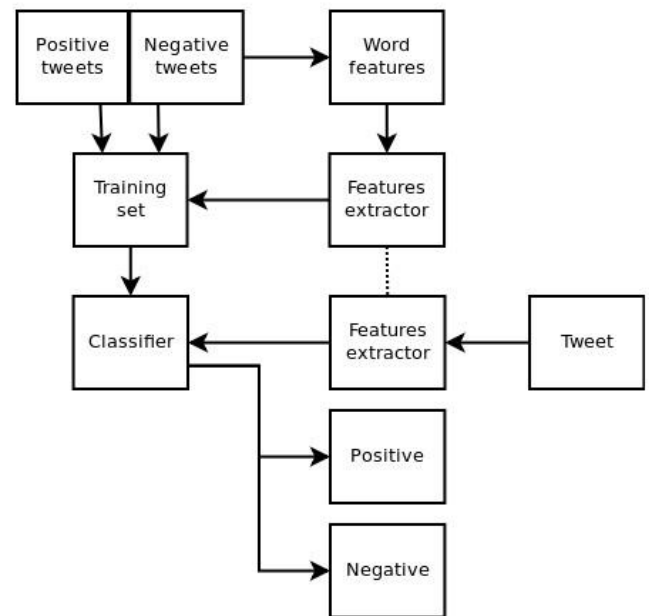 Positive
tweets
Negative
tweets
Word
features
Training
set
Features
extractor
Classifier
Features
extractor
Tweet
Positive
Negative